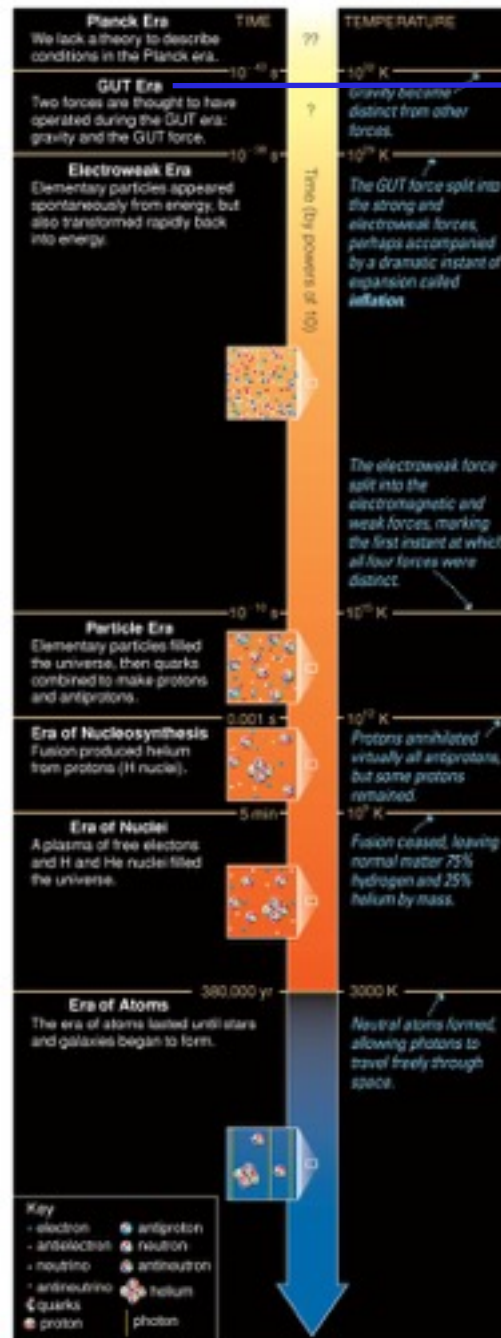 Planck Era
TIME
TEMPERATURE
We lack a theory to describe
conditions in the Planck era.
??
10⁻⁴³ s
GUT Era
Two forces are thought to have
operated during the GUT era:
gravity and the GUT force.
?
Gravity became
distinct from other
forces.
Electroweak Era
Elementary particles appeared
spontaneously from energy, but
also transformed rapidly back
into energy.
Time (by powers of 10)
The GUT force split into
the strong and
electroweak forces,
perhaps accompanied
by a dramatic instant of
expansion called
inflation.
The electroweak force
split into the
electromagnetic and
weak forces, marking
the first instant at which
all four forces were
distinct.
10⁻¹⁰ s
10¹⁵ K
Particle Era
Elementary particles filled
the universe, then quarks
combined to make protons
and antiprotons.
0.001 s
10¹² K
Era of Nucleosynthesis
Fusion produced helium
from protons (H nuclei).
Protons annihilated
virtually all antiprotons,
but some protons
remained.
5 min
10⁹ K
Era of Nuclei
A plasma of free electons
and H and He nuclei filled
the universe.
Fusion ceased, leaving
normal matter 75%
hydrogen and 25%
helium by mass.
380,000 yr
3000 K
Era of Atoms
The era of atoms lasted until stars
and galaxies began to form.
Neutral atoms formed,
allowing photons to
travel freely through
space.
Key
electron
antielectron
neutrino
antineutrino
quarks
proton
antiproton
neutron
antineutron
helium
photon